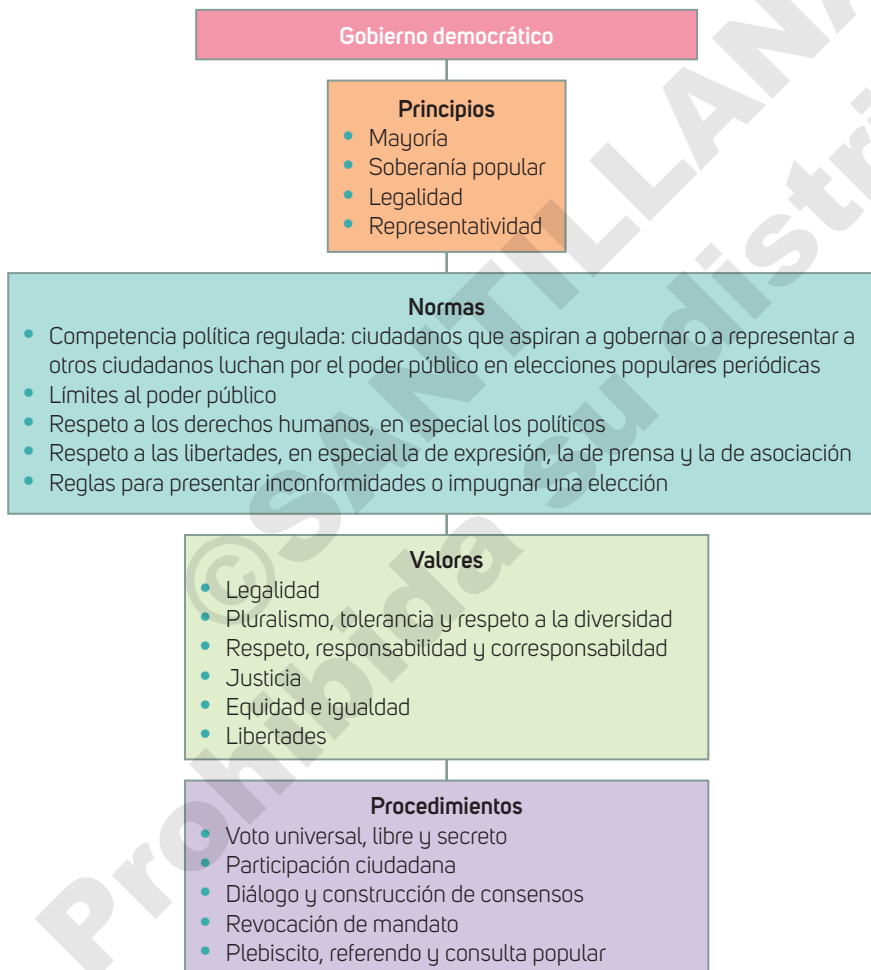 Gobierno democrático
Principios
• Mayoría
• Soberanía popular
• Legalidad
• Representatividad
Normas
• Competencia política regulada: ciudadanos que aspiran a gobernar o a representar a
otros ciudadanos luchan por el poder público en elecciones populares periódicas
• Límites al poder público
• Respeto a los derechos humanos, en especial los políticos
• Respeto a las libertades, en especial la de expresión, la de prensa y la de asociación
• Reglas para presentar inconformidades o impugnar una elección
Valores
• Legalidad
• Pluralismo, tolerancia y respeto a la diversidad
• Respeto, responsabilidad y corresponsabildad
• Justicia
• Equidad e igualdad
• Libertades
Procedimientos
• Voto universal, libre y secreto
• Participación ciudadana
• Diálogo y construcción de consensos
• Revocación de mandato
• Plebiscito, referendo y consulta popular
©SANTILLANA
Prohibida su